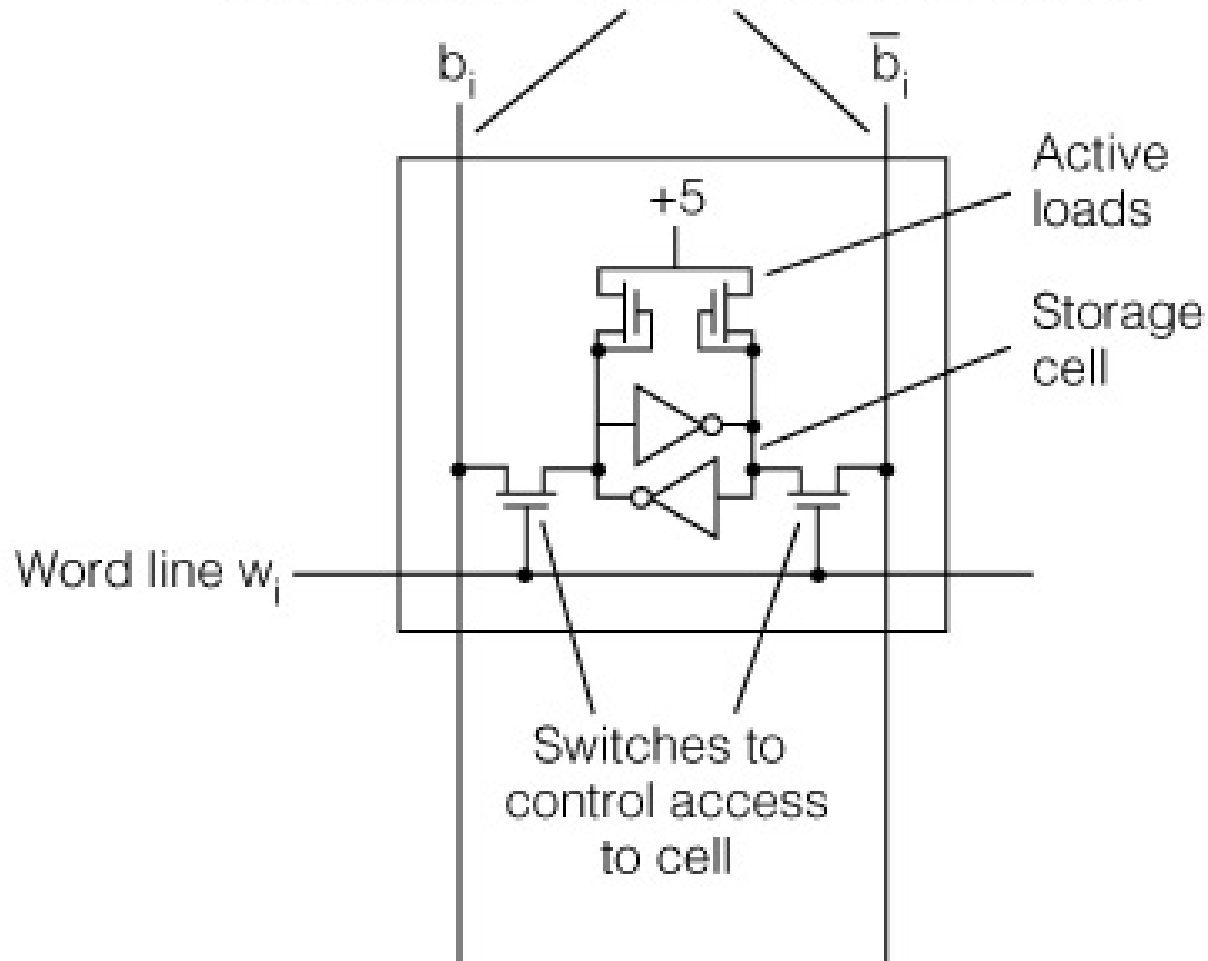 b_i
b̅_i
Active
loads
+5
Storage
cell
Word line w_i
Switches to
control access
to cell